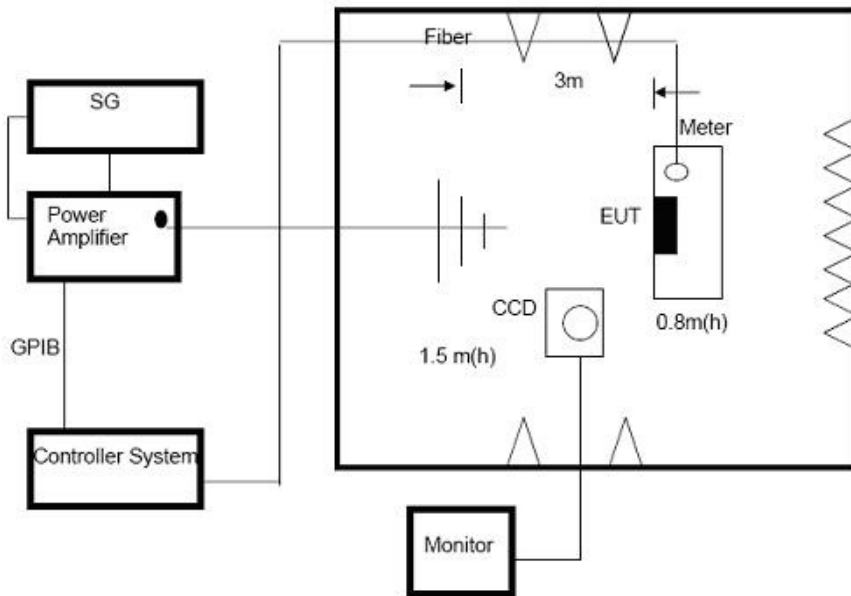 Fiber
3m
SG
Meter
Power
Amplifier
EUT
CCD
0.8m(h)
GPIB
1.5 m(h)
Controller System
Monitor